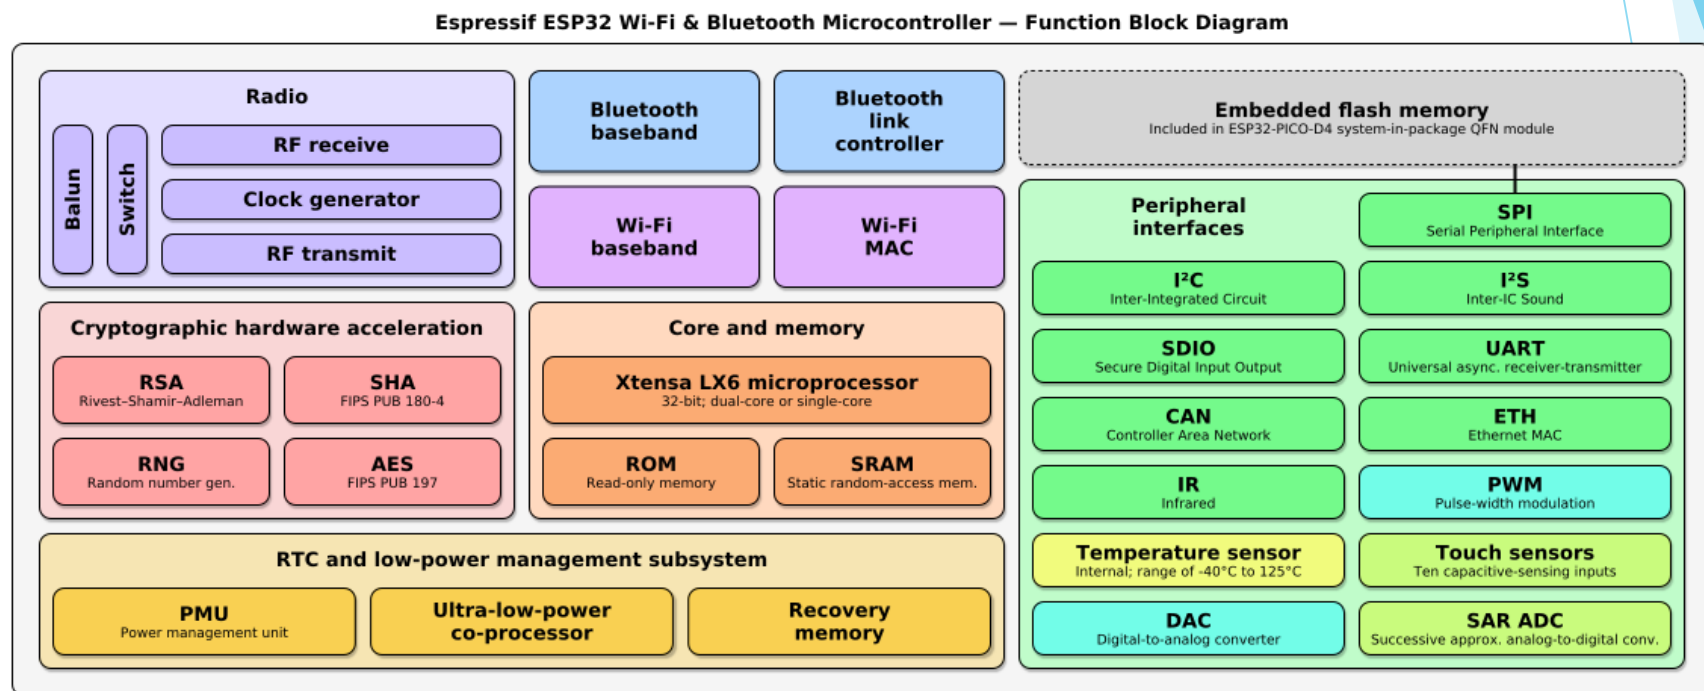 Espressif ESP32 Wi-Fi & Bluetooth Microcontroller — Function Block Diagram
Radio
Balun
Switch
RF receive
Clock generator
RF transmit
Bluetooth
baseband
Bluetooth
link
controller
Wi-Fi
baseband
Wi-Fi
MAC
Embedded flash memory
Included in ESP32-PICO-D4 system-in-package QFN module
Cryptographic hardware acceleration
RSA
Rivest–Shamir–Adleman
SHA
FIPS PUB 180-4
RNG
Random number gen.
AES
FIPS PUB 197
Core and memory
Xtensa LX6 microprocessor
32-bit; dual-core or single-core
ROM
Read-only memory
SRAM
Static random-access mem.
RTC and low-power management subsystem
PMU
Power management unit
Ultra-low-power
co-processor
Recovery
memory
Peripheral
interfaces
SPI
Serial Peripheral Interface
I²C
Inter-Integrated Circuit
I²S
Inter-IC Sound
SDIO
Secure Digital Input Output
UART
Universal async. receiver-transmitter
CAN
Controller Area Network
ETH
Ethernet MAC
IR
Infrared
PWM
Pulse-width modulation
Temperature sensor
Internal; range of -40°C to 125°C
Touch sensors
Ten capacitive-sensing inputs
DAC
Digital-to-analog converter
SAR ADC
Successive approx. analog-to-digital conv.